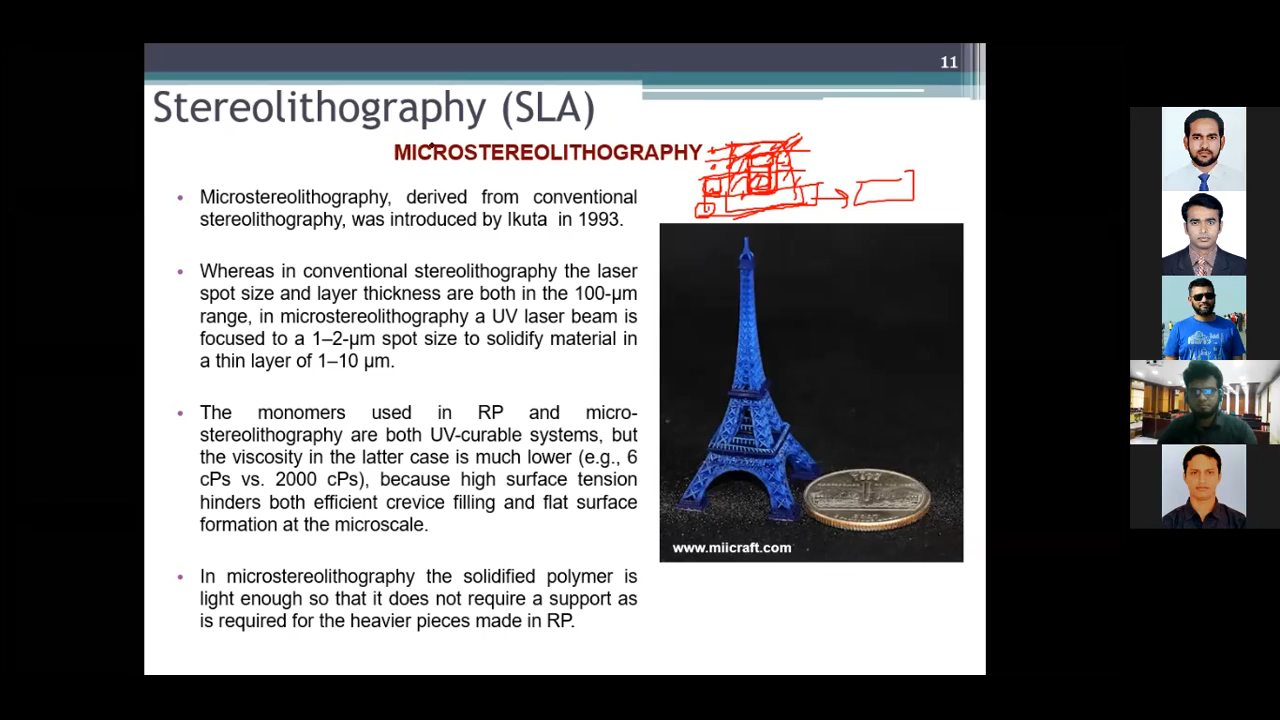 11
Stereolithography (SLA)
MICROSTEREOLITHOGRAPHY
• Microstereolithography, derived from conventional
stereolithography, was introduced by Ikuta in 1993.
• Whereas in conventional stereolithography the laser
spot size and layer thickness are both in the 100-µm
range, in microstereolithography a UV laser beam is
focused to a 1–2-µm spot size to solidify material in
a thin layer of 1–10 µm.
• The monomers used in RP and micro-
stereolithography are both UV-curable systems, but
the viscosity in the latter case is much lower (e.g., 6
cPs vs. 2000 cPs), because high surface tension
hinders both efficient crevice filling and flat surface
formation at the microscale.
• In microstereolithography the solidified polymer is
light enough so that it does not require a support as
is required for the heavier pieces made in RP.
www.miicraft.com